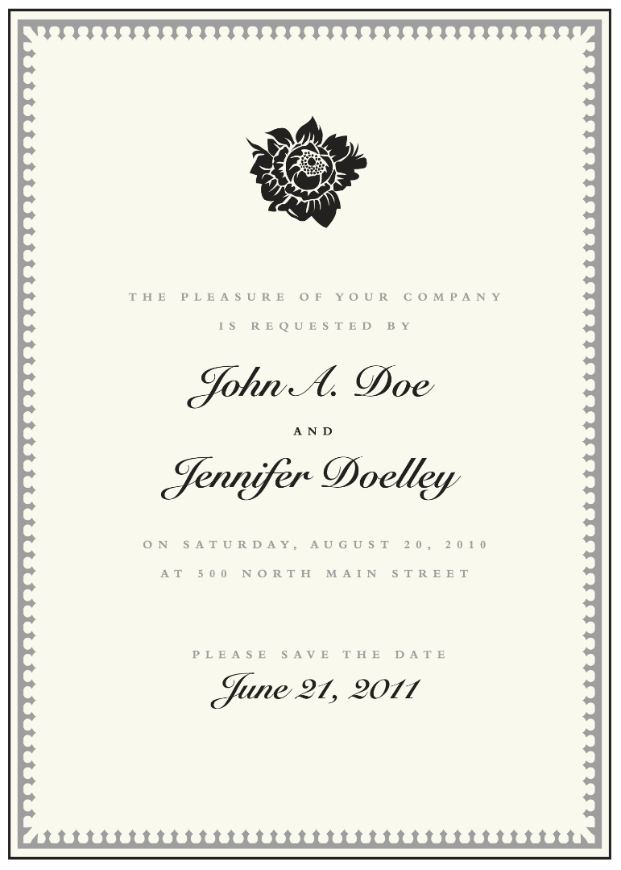 THE PLEASURE OF YOUR COMPANY
IS REQUESTED BY
John A. Doe
AND
Jennifer Doelley
ON SATURDAY, AUGUST 20, 2010
AT 500 NORTH MAIN STREET
PLEASE SAVE THE DATE
June 21, 2011